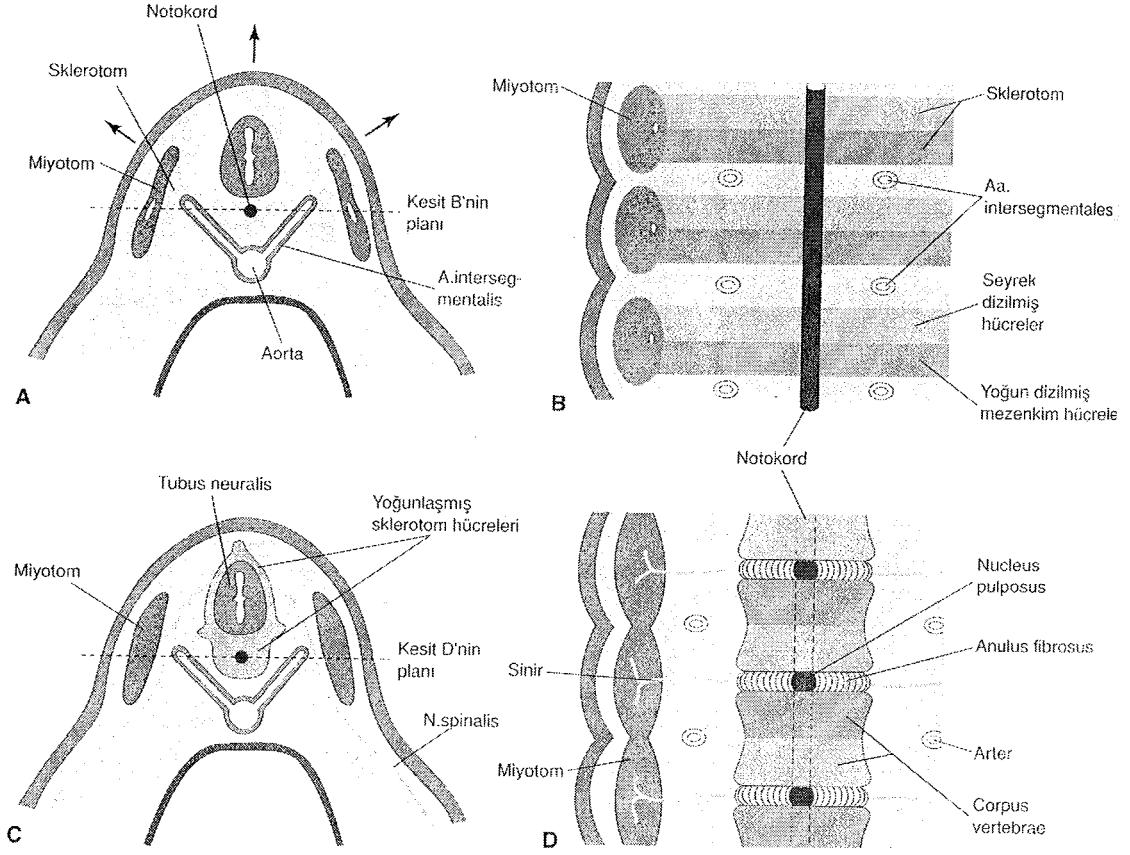 Notokord
Sklerotom
Miyotom
Kesit B'nin
planı
A.interseg-
mentalis
Aorta
A
Miyotom
Sklerotom
Aa.
intersegmentales
Seyrek
dizilmiş
hücreler
Yoğun dizilmiş
mezenkim hücrele
B
Notokord
Tubus neuralis
Yoğunlaşmış
sklerotom hücreleri
Miyotom
Kesit D'nin
planı
N.spinalis
C
Nucleus
pulposus
Anulus fibrosus
Sinir
Arter
Miyotom
Corpus
vertebrae
D